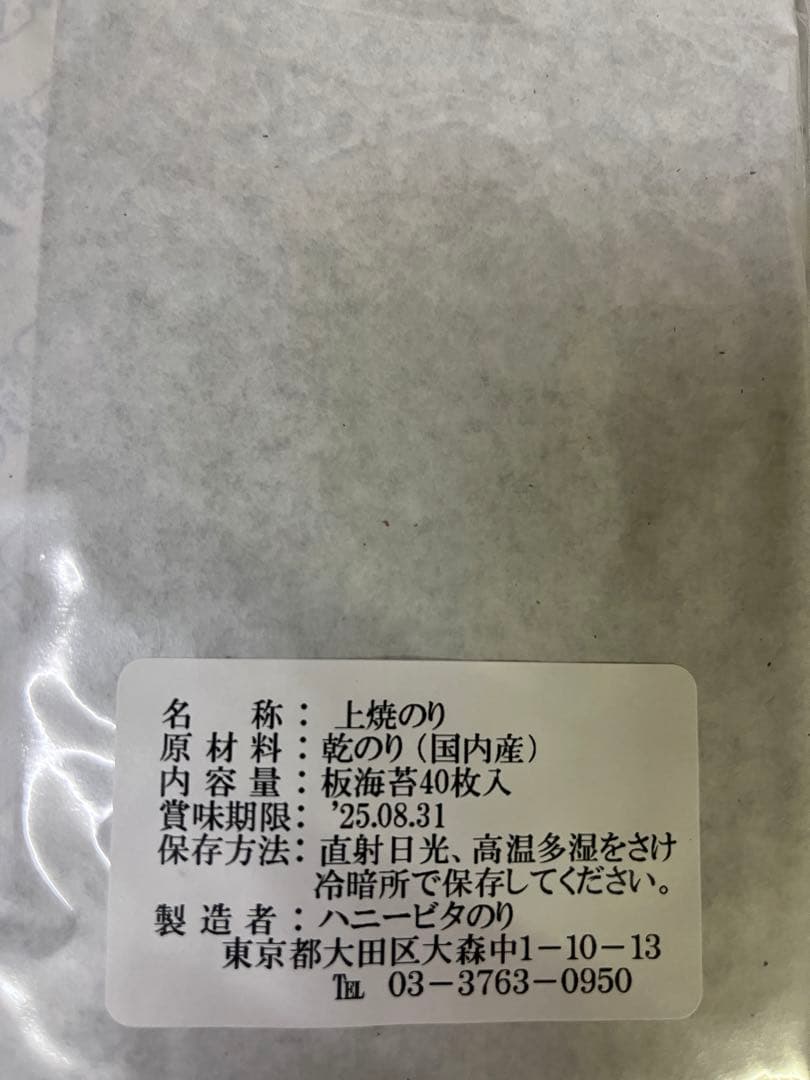 名　　称： 上焼のり
原 材 料：乾のり（国内産）
内 容 量：板海苔40枚入
賞味期限： '25.08.31
保存方法：直射日光、高温多湿をさけ
冷暗所で保存してください。
製 造 者：ハニービタのり
東京都大田区大森中1－10－13
℡ 03－3763－0950